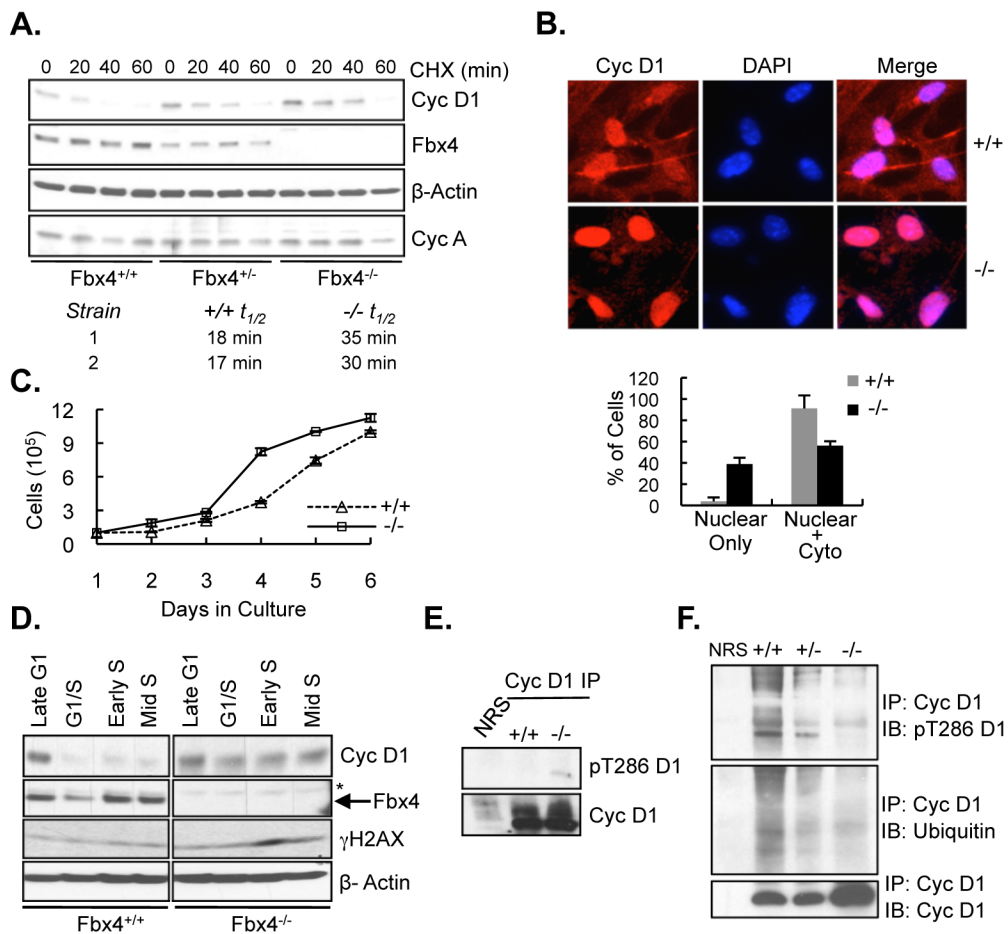 A.
0 20 40 60 0 20 40 60 0 20 40 60 CHX (min)
Cyc D1
Fbx4
β-Actin
Cyc A
Fbx4+/+ Fbx4+/- Fbx4-/-
Strain +/+ t1/2 -/- t1/2
1 18 min 35 min
2 17 min 30 min
B.
Cyc D1 DAPI Merge
+/+
-/-
+/+
-/-
% of Cells
120
100
80
60
40
20
0
Nuclear Only
Nuclear + Cyto
C.
Cells (10⁵)
12
9
6
3
0
+/+
-/-
1 2 3 4 5 6
Days in Culture
D.
Late G1 G1/S Early S Mid S Late G1 G1/S Early S Mid S
Cyc D1
*
Fbx4
γH2AX
β- Actin
Fbx4+/+ Fbx4-/-
E.
Cyc D1 IP
NRS +/+ -/-
pT286 D1
Cyc D1
F.
NRS +/+ +/- -/-
IP: Cyc D1
IB: pT286 D1
IP: Cyc D1
IB: Ubiquitin
IP: Cyc D1
IB: Cyc D1